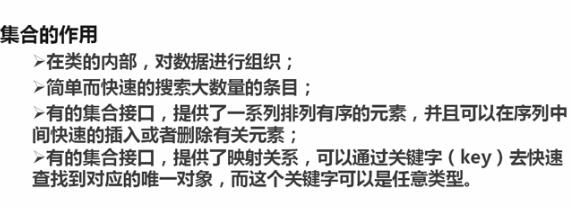 集合的作用
➢在类的内部，对数据进行组织；
➢简单而快速的搜索大数量的条目；
➢有的集合接口，提供了一系列排列有序的元素，并且可以在序列中
间快速的插入或者删除有关元素；
➢有的集合接口，提供了映射关系，可以通过关键字（key）去快速
查找到对应的唯一对象，而这个关键字可以是任意类型。